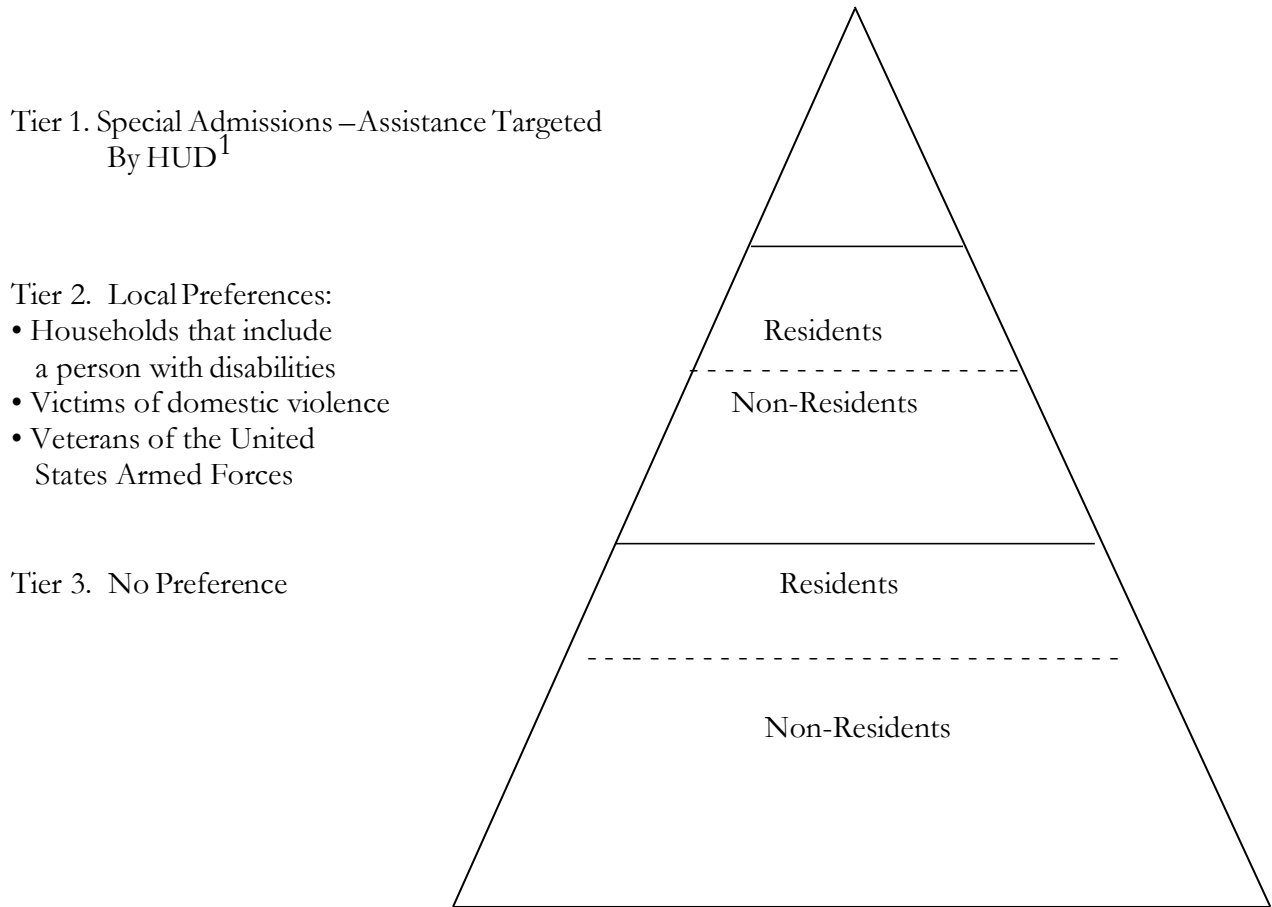 Tier 1. Special Admissions –Assistance Targeted
By HUD1
Tier 2. Local Preferences:
• Households that include
a person with disabilities
• Victims of domestic violence
• Veterans of the United
States Armed Forces
Residents
Non-Residents
Tier 3. No Preference
Residents
Non-Residents